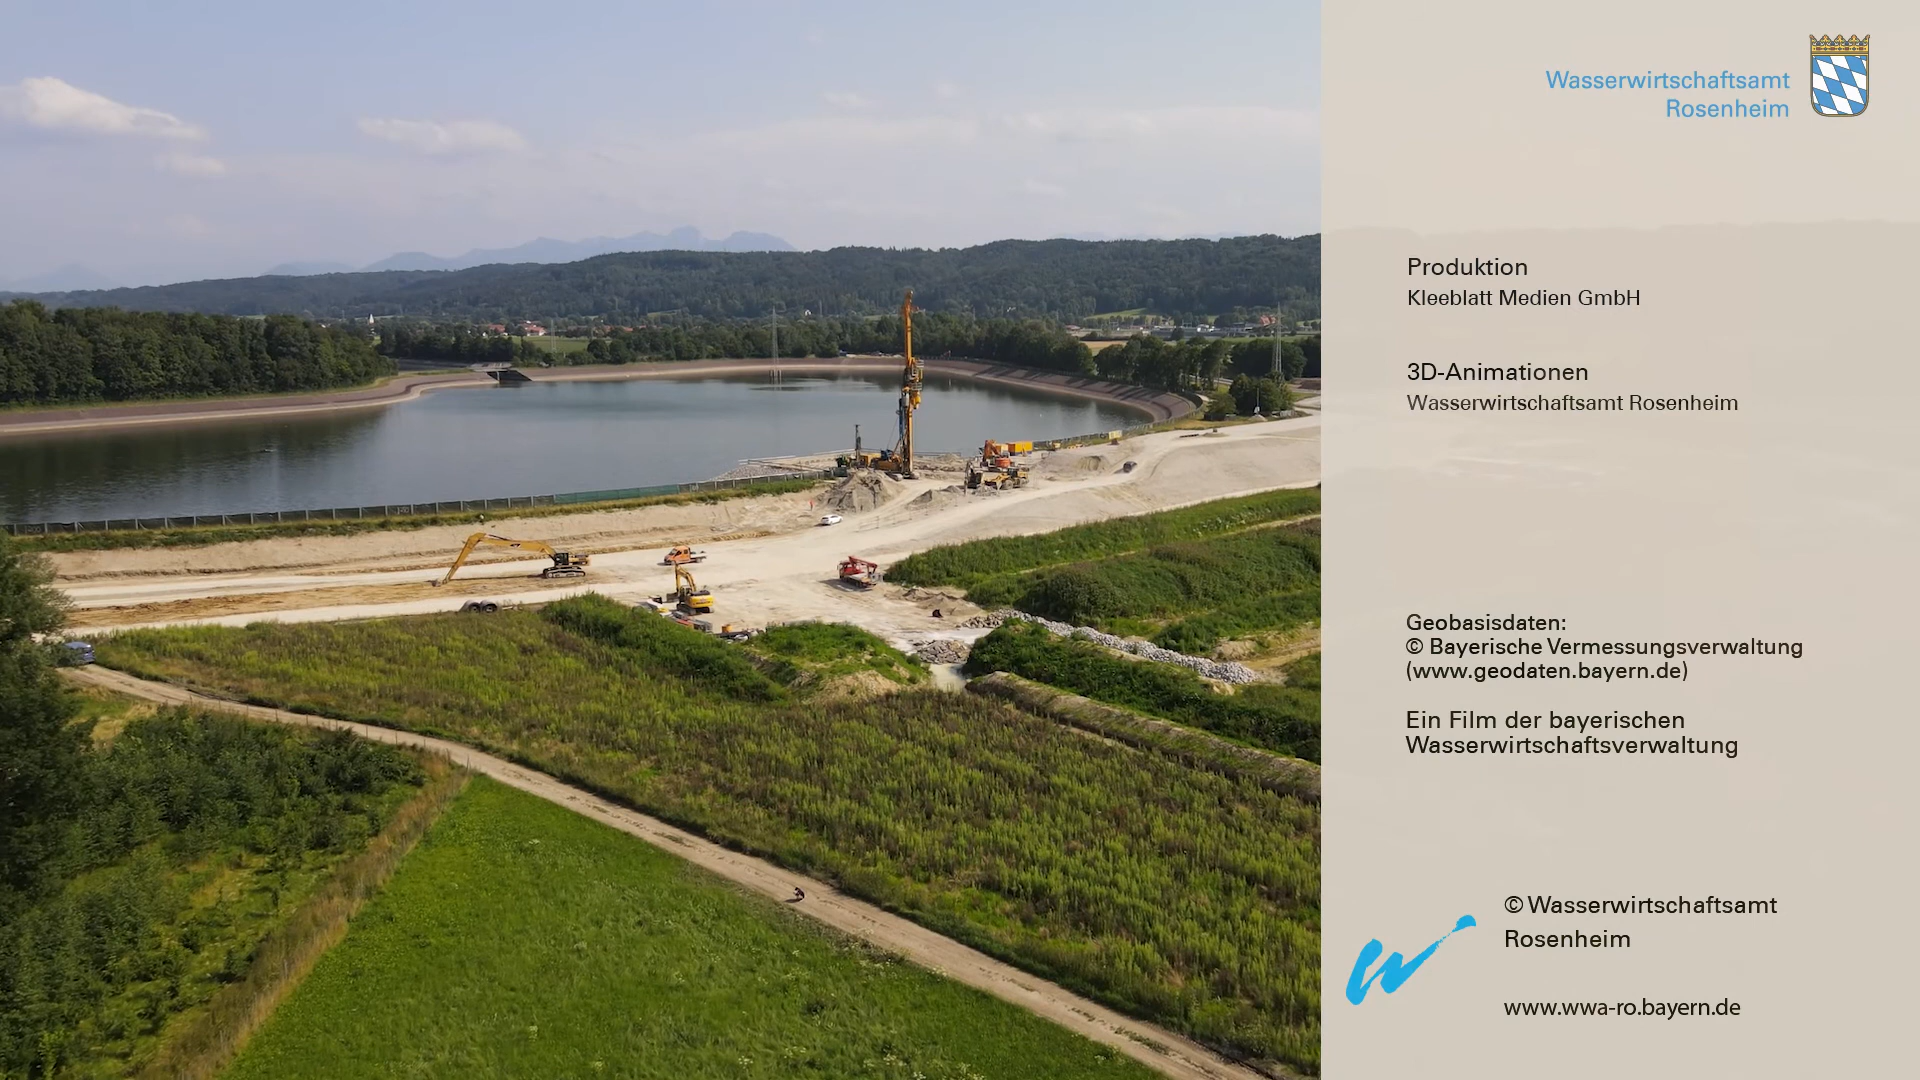 Wasserwirtschaftsamt
Rosenheim
Produktion
Kleeblatt Medien GmbH
3D-Animationen
Wasserwirtschaftsamt Rosenheim
Geobasisdaten:
© Bayerische Vermessungsverwaltung
(www.geodaten.bayern.de)
Ein Film der bayerischen
Wasserwirtschaftsverwaltung
© Wasserwirtschaftsamt
Rosenheim
www.wwa-ro.bayern.de